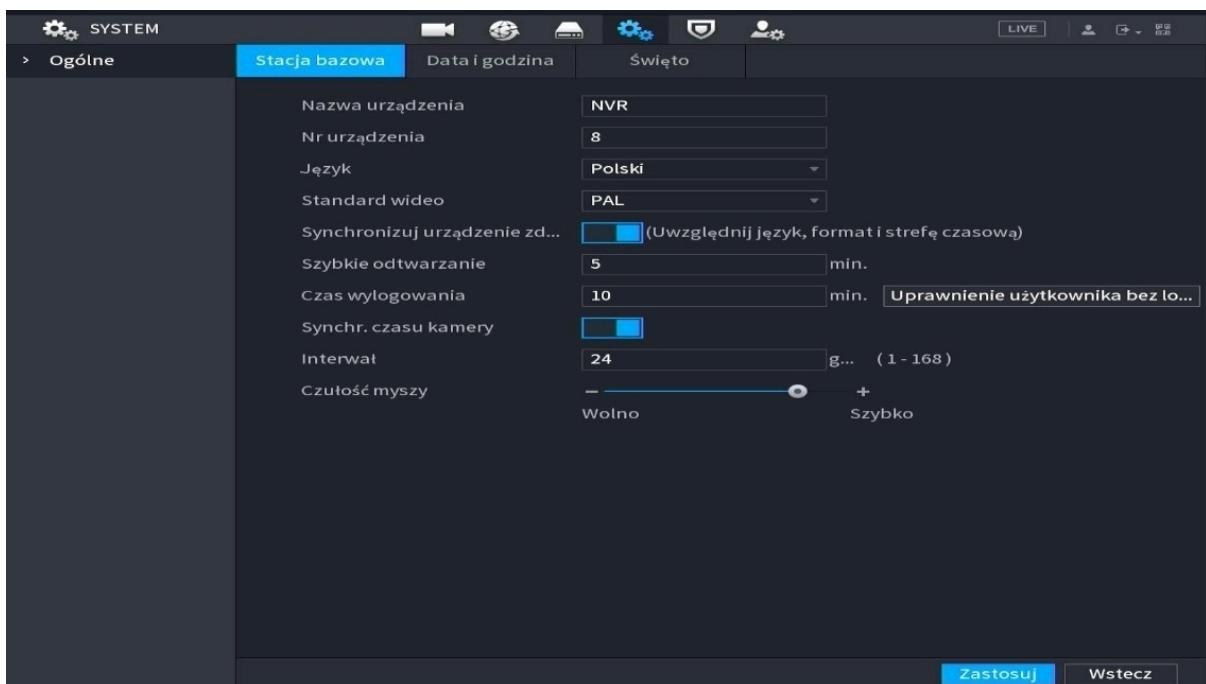 SYSTEM LIVE
> Ogólne Stacja bazowa Data i godzina Święto
Nazwa urządzenia NVR
Nr urządzenia 8
Język Polski
Standard wideo PAL
Synchronizuj urządzenie zd... (Uwzględnij język, format i strefę czasową)
Szybkie odtwarzanie 5 min.
Czas wylogowania 10 min. Uprawnienie użytkownika bez lo...
Synchr. czasu kamery
Interwał 24 g... (1-168)
Czułość myszy − +
Wolno Szybko
Zastosuj Wstecz